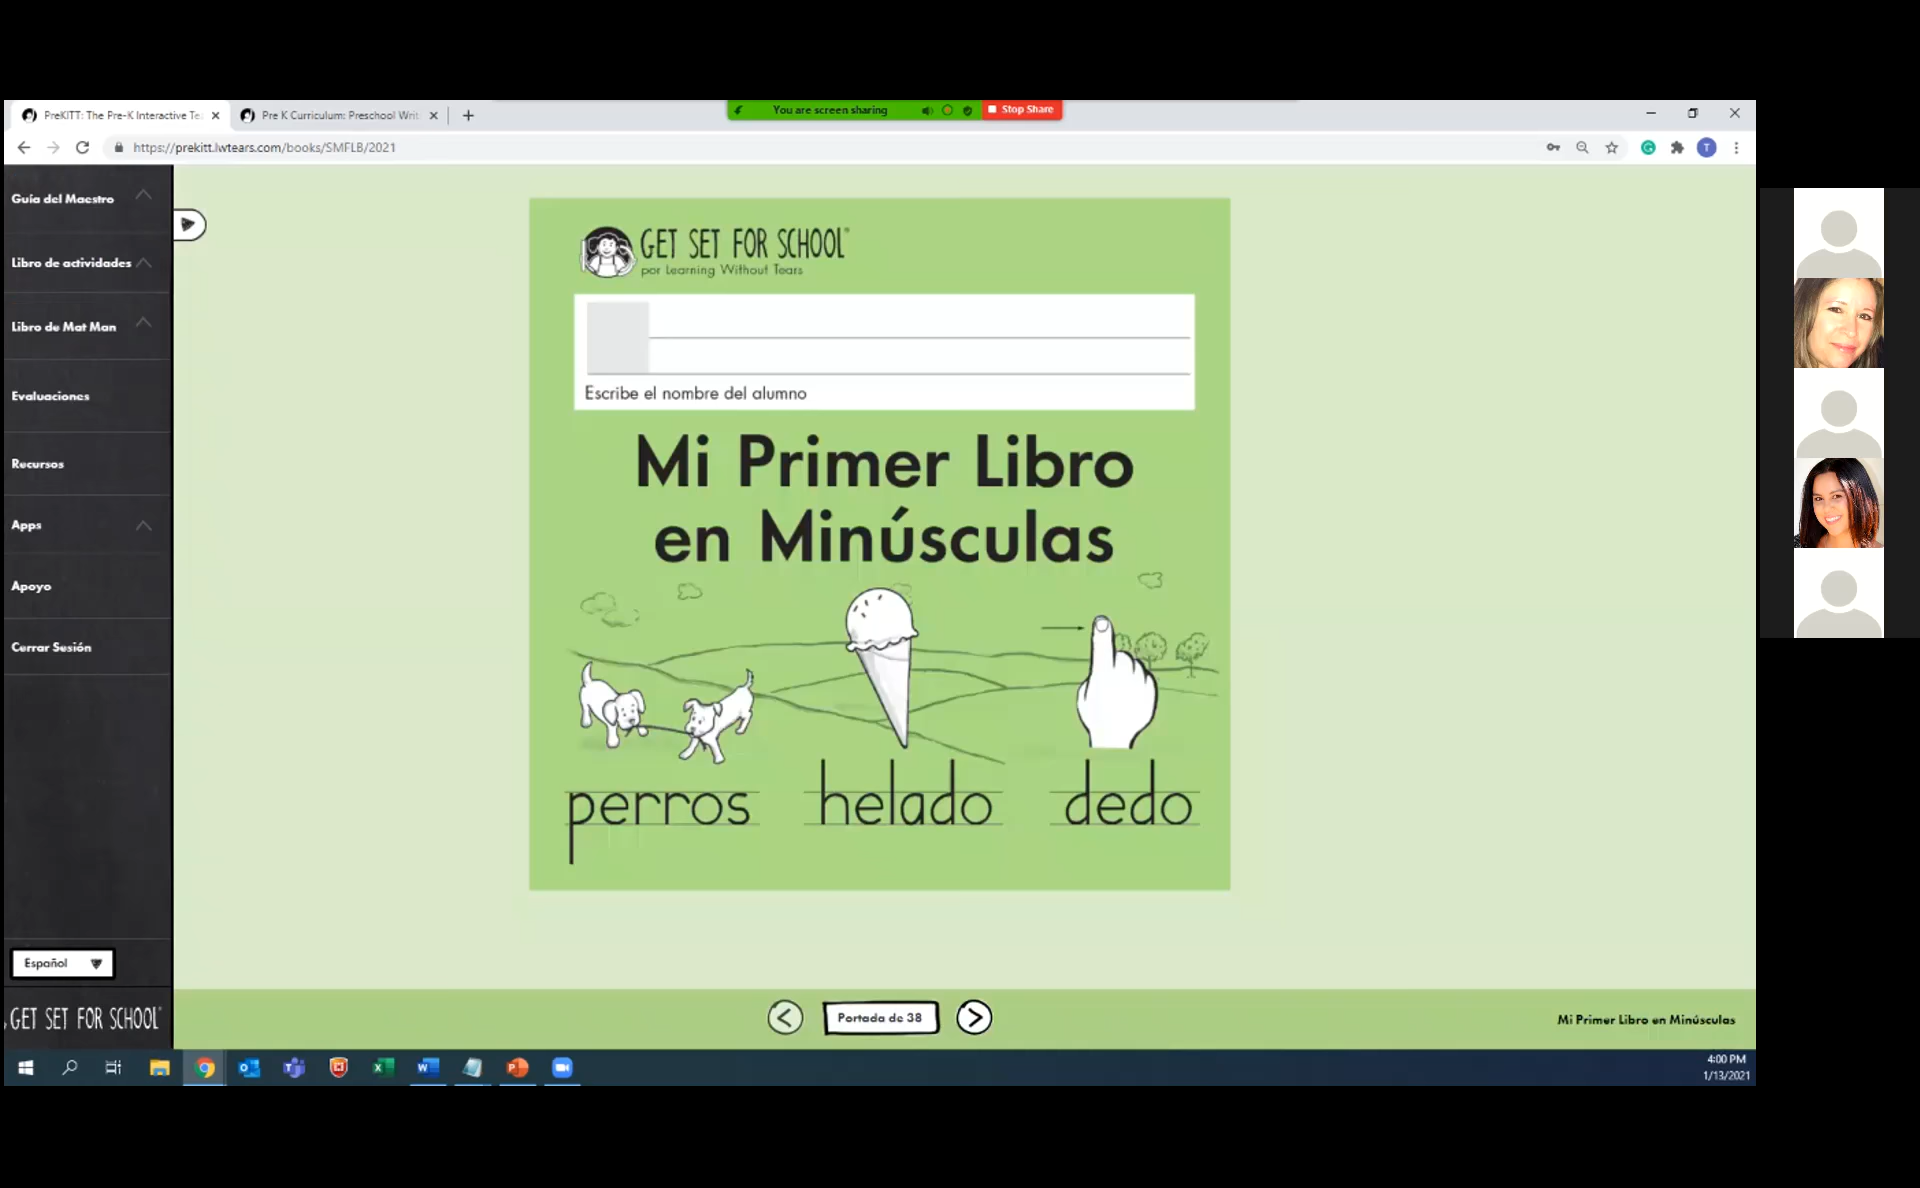 PreKITT: The Pre-K Interactive Te
Pre K Curriculum: Preschool Writ
You are screen sharing
Stop Share
https://prekitt.lwtears.com/books/SMFLB/2021
T
Guía del Maestro
Libro de actividades
Libro de Mat Man
Evaluaciones
Recursos
Apps
Apoyo
Cerrar Sesión
Español
GET SET FOR SCHOOL®
GET SET FOR SCHOOL®
por Learning Without Tears
Escribe el nombre del alumno
Mi Primer Libro
en Minúsculas
perros helado dedo
Portada de 38
Mi Primer Libro en Minúsculas
4:00 PM
1/13/2021